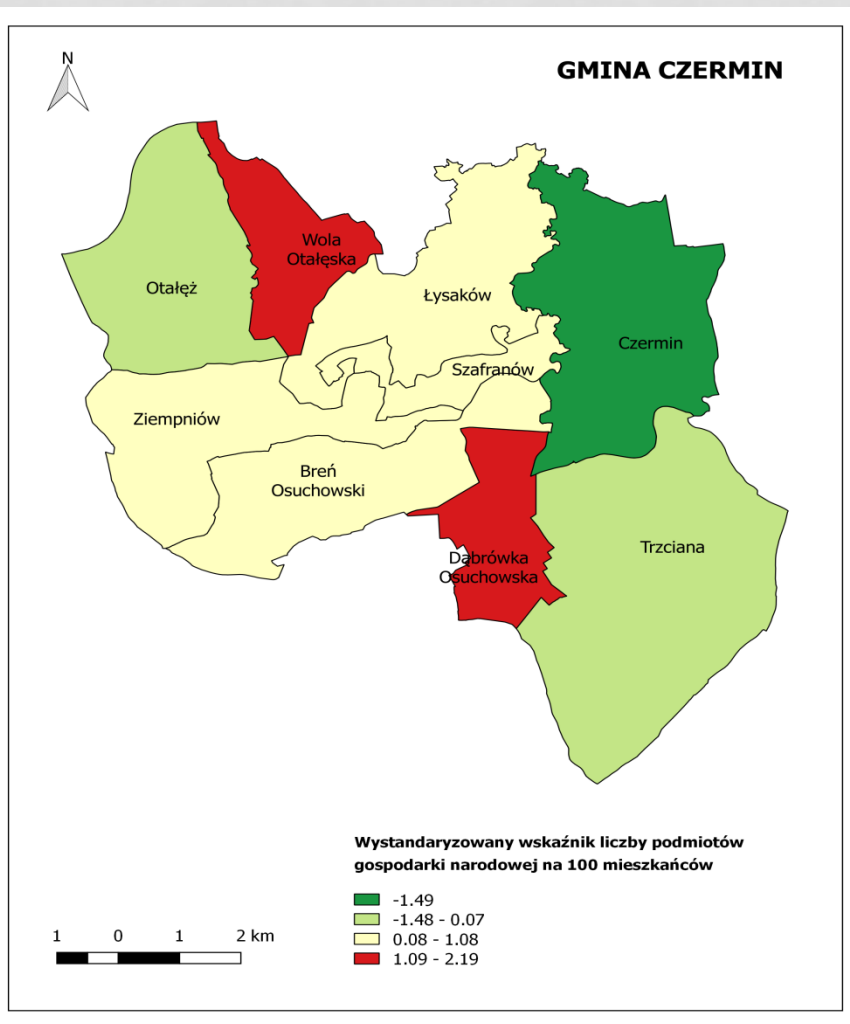 N
GMINA CZERMIN
Wola
Otałęska
Otałęż
Łysaków
Czermin
Szafranów
Ziempniów
Breń
Osuchowski
Trzciana
Dąbrówka
Osuchowska
Wystandaryzowany wskaźnik liczby podmiotów
gospodarki narodowej na 100 mieszkańców
-1.49
-1.48 - 0.07
0.08 - 1.08
1.09 - 2.19
1 0 1 2 km